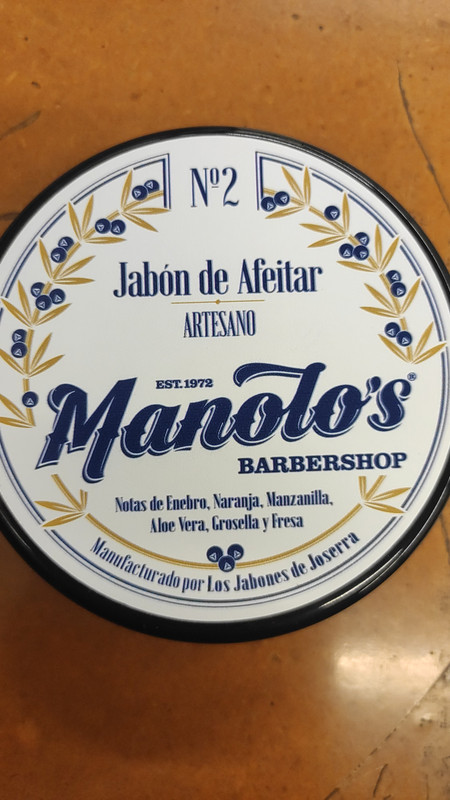 Nº2
Jabón de Afeitar
ARTESANO
EST. 1972
Manolo's®
BARBERSHOP
Notas de Enebro, Naranja, Manzanilla,
Aloe Vera, Grosella y Fresa
Manufacturado por Los Jabones de Joserra